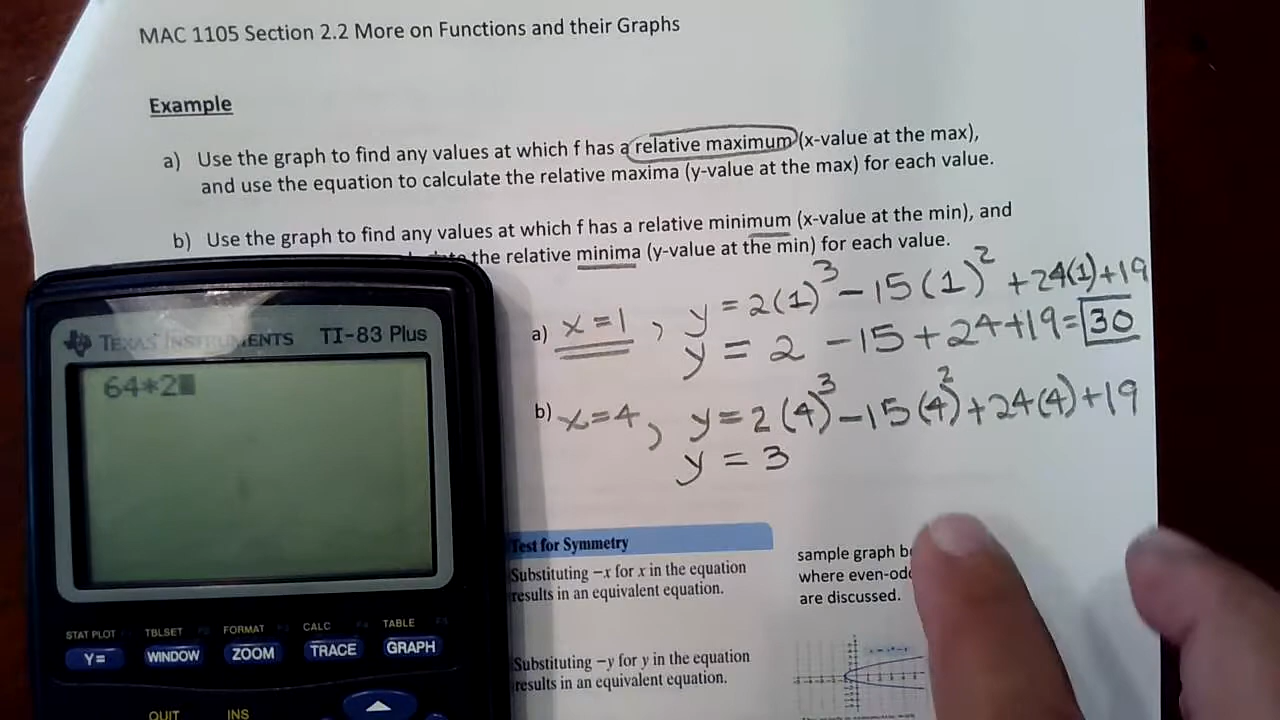 MAC 1105 Section 2.2 More on Functions and their Graphs
Example
a) Use the graph to find any values at which f has a relative maximum (x-value at the max),
and use the equation to calculate the relative maxima (y-value at the max) for each value.
b) Use the graph to find any values at which f has a relative minimum (x-value at the min), and
the relative minima (y-value at the min) for each value.
a) x=1, y=2(1)³-15(1)²+24(1)+19
y=2-15+24+19=30
b) x=4, y=2(4)³-15(4)²+24(4)+19
y=3
TEXAS INSTRUMENTS TI-83 Plus
64*2
STAT PLOT TBLSET FORMAT CALC TABLE
Y= WINDOW ZOOM TRACE GRAPH
QUIT INS
Test for Symmetry
Substituting −x for x in the equation
results in an equivalent equation.
Substituting −y for y in the equation
results in an equivalent equation.
sample graph
where
are discussed.